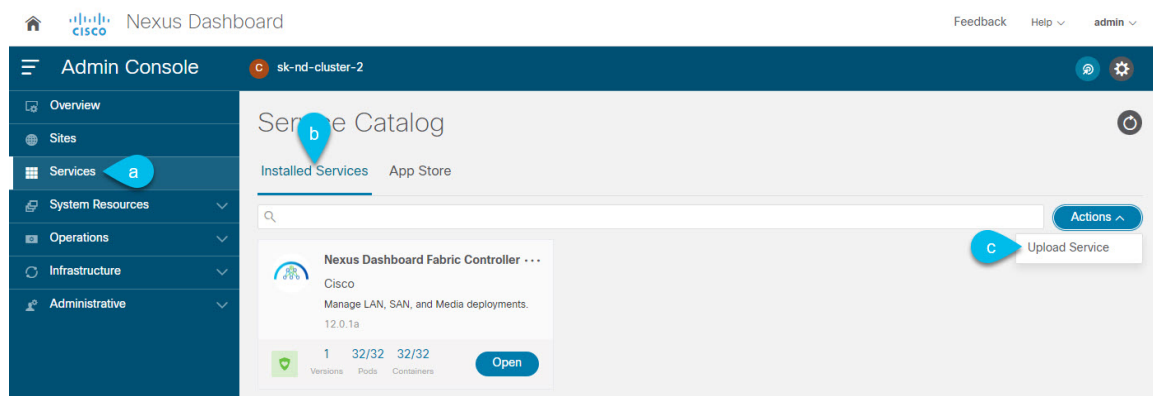 CISCO Nexus Dashboard Feedback Help admin
Admin Console C sk-nd-cluster-2
Overview
Service Catalog
b
Sites
Services a
Installed Services App Store
System Resources
Actions
Operations
c Upload Service
Nexus Dashboard Fabric Controller ...
Infrastructure
Cisco
Administrative
Manage LAN, SAN, and Media deployments.
12.0.1a
1 32/32 32/32
Versions Pods Containers
Open